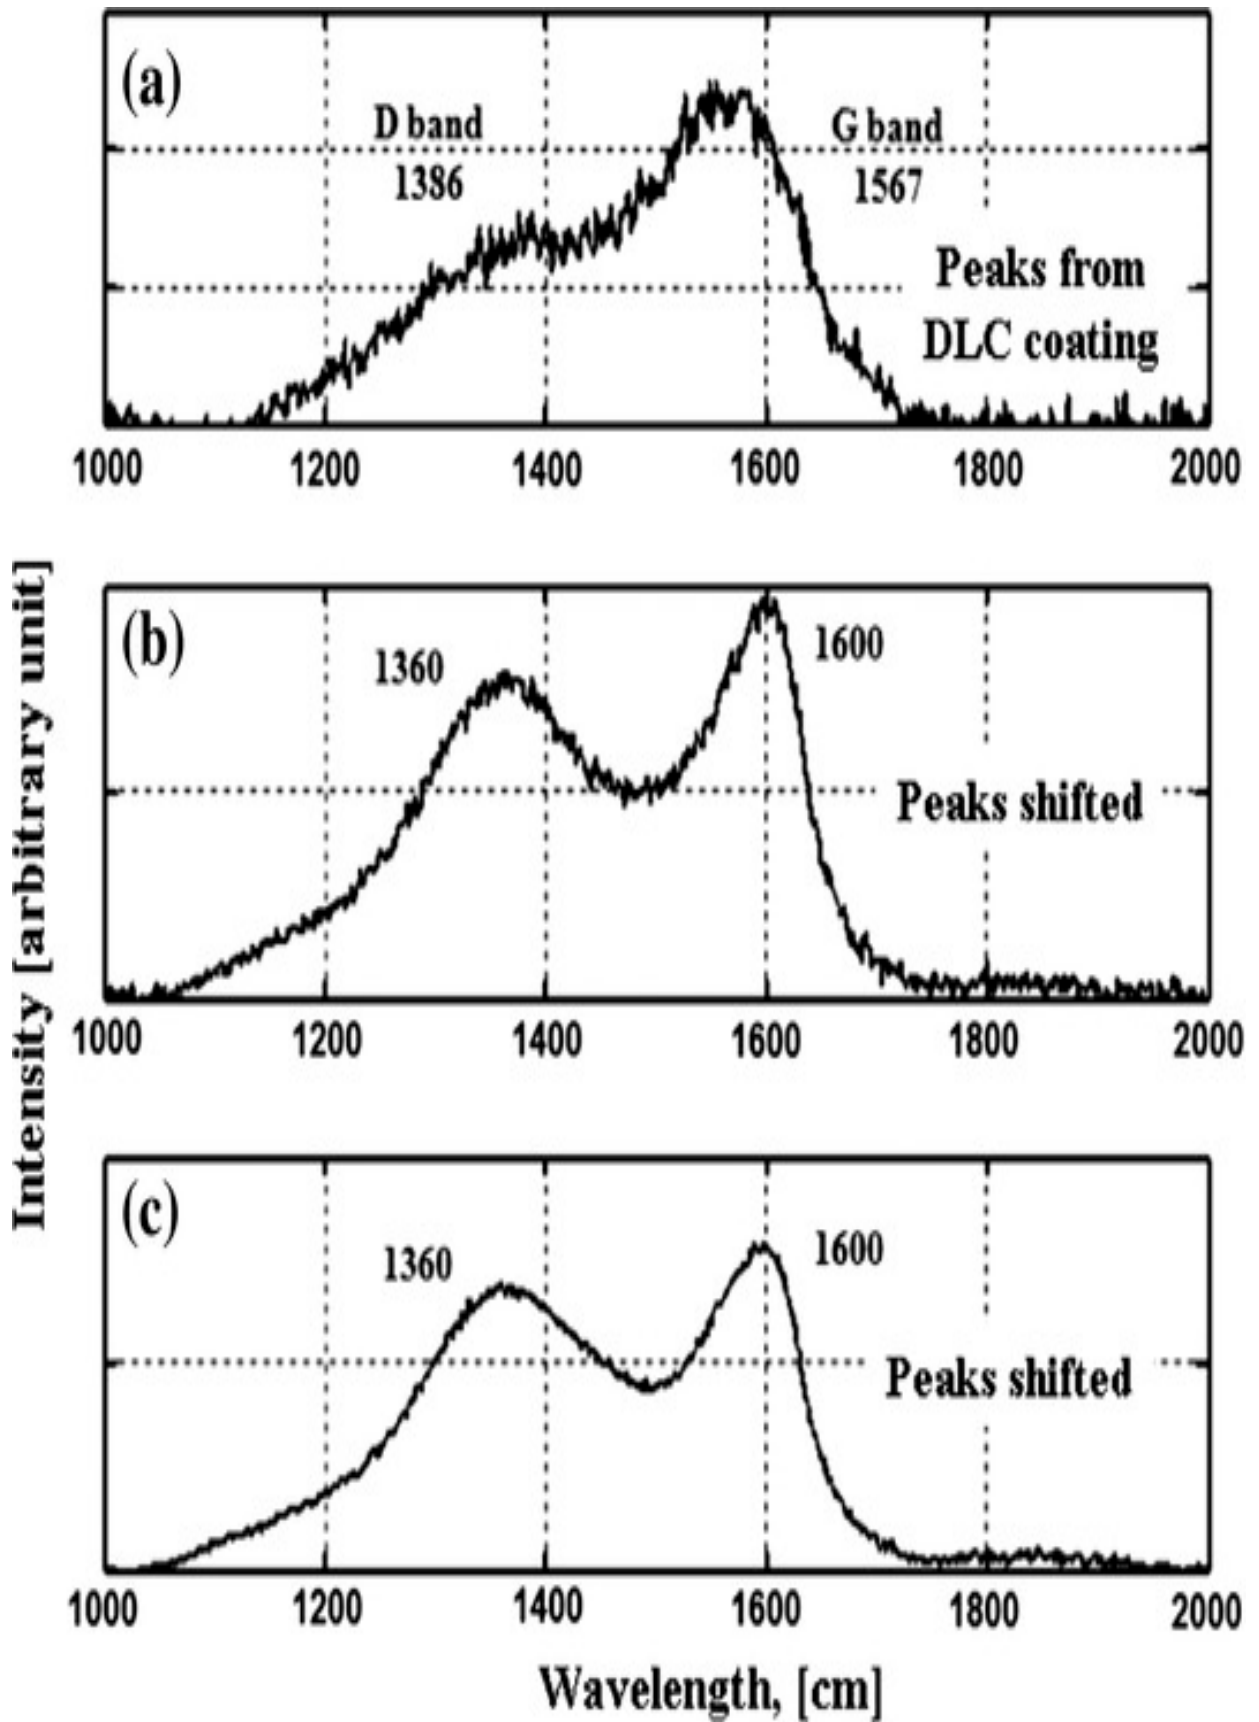 (a)
D band
1386
G band
1567
Peaks from
DLC coating
1000 1200 1400 1600 1800 2000
(b)
1360
1600
Peaks shifted
1000 1200 1400 1600 1800 2000
(c)
1360
1600
Peaks shifted
1000 1200 1400 1600 1800 2000
Intensity [arbitrary unit]
Wavelength, [cm]